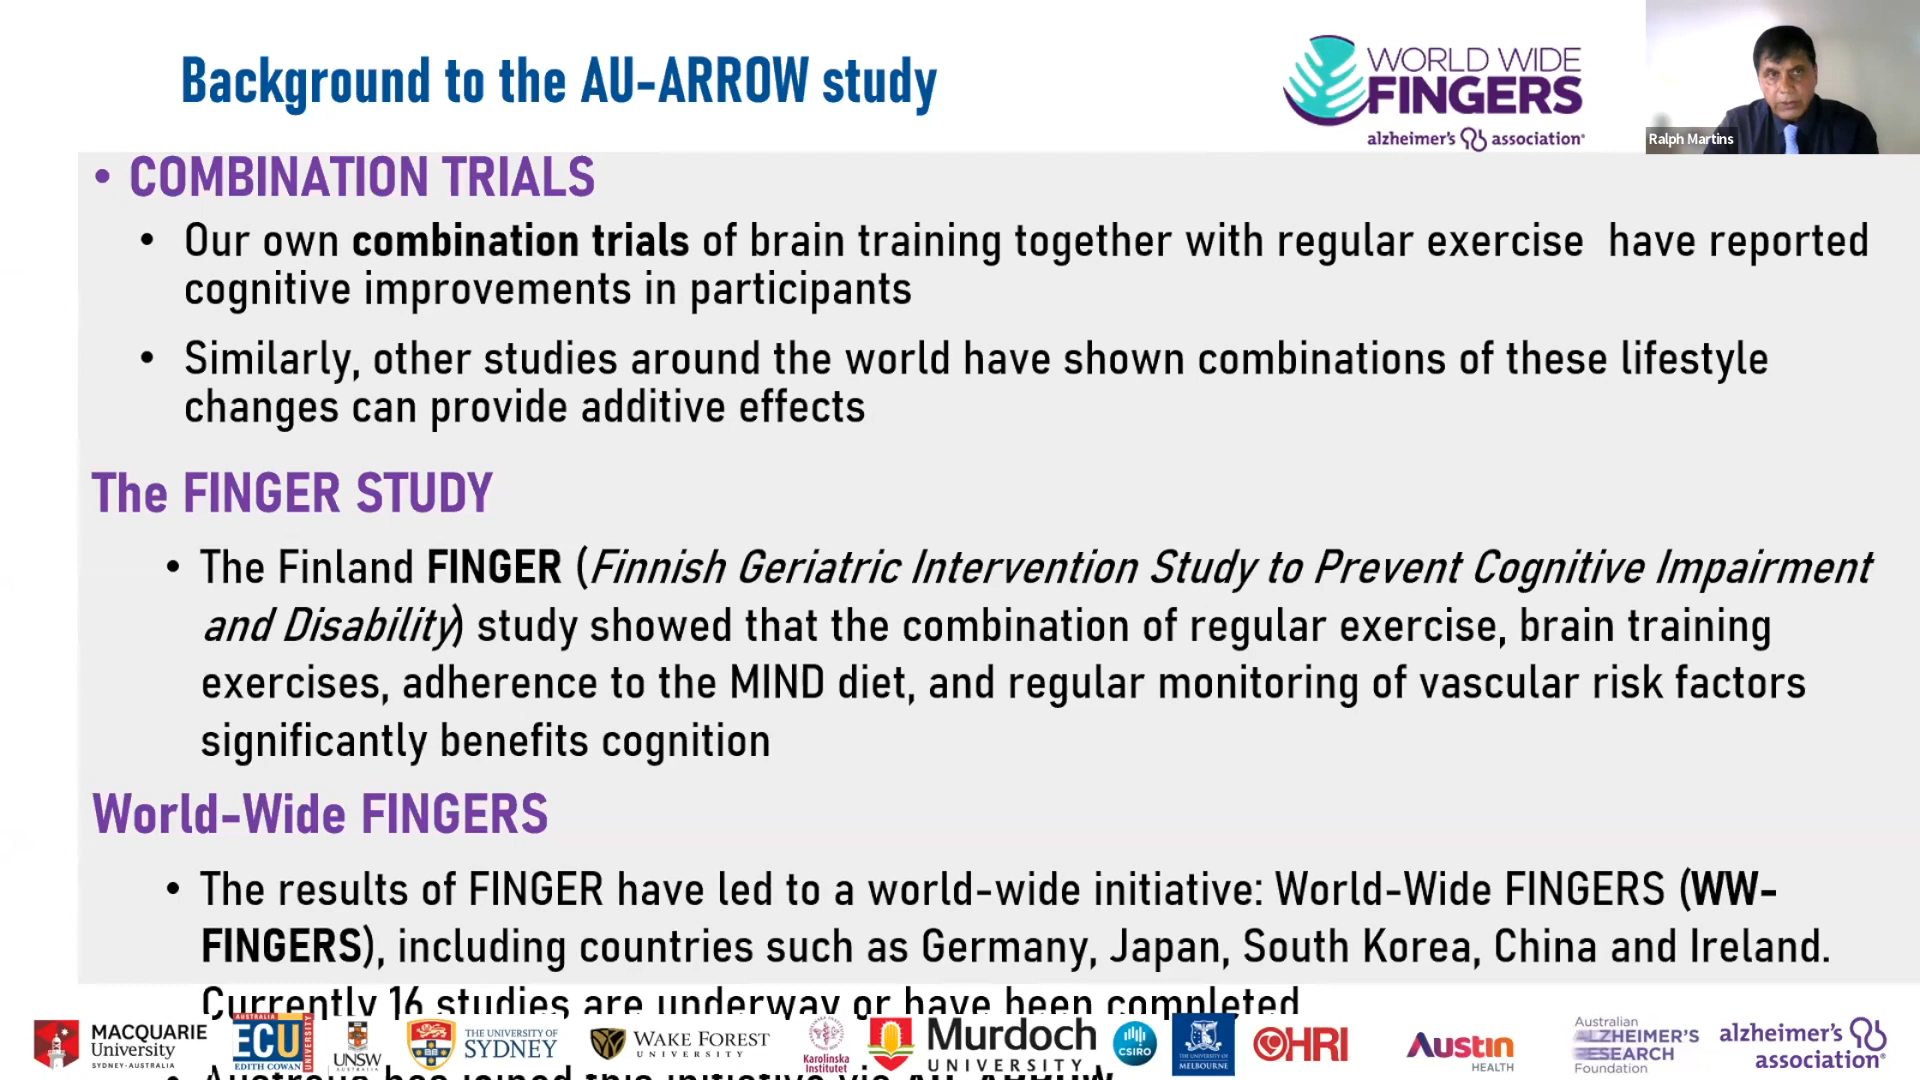 Background to the AU-ARROW study
WORLD WIDE
FINGERS
alzheimer's association®
Ralph Martins
• COMBINATION TRIALS
• Our own combination trials of brain training together with regular exercise have reported
cognitive improvements in participants
• Similarly, other studies around the world have shown combinations of these lifestyle
changes can provide additive effects
The FINGER STUDY
• The Finland FINGER (Finnish Geriatric Intervention Study to Prevent Cognitive Impairment
and Disability) study showed that the combination of regular exercise, brain training
exercises, adherence to the MIND diet, and regular monitoring of vascular risk factors
significantly benefits cognition
World-Wide FINGERS
• The results of FINGER have led to a world-wide initiative: World-Wide FINGERS (WW-
FINGERS), including countries such as Germany, Japan, South Korea, China and Ireland.
Currently 16 studies are underway or have been completed
• Australia has joined this initiative via AU-ARROW
MACQUARIE
University
SYDNEY-AUSTRALIA
AUSTRALIA
ECU
EDITH COWAN
UNIVERSITY
UNSW
AUSTRALIA
THE UNIVERSITY OF
SYDNEY
WAKE FOREST
UNIVERSITY
Karolinska
Institutet
Murdoch
UNIVERSITY
CSIRO
THE UNIVERSITY OF
MELBOURNE
HRI
Austin
HEALTH
Australian
ALZHEIMER'S
RESEARCH
Foundation
alzheimer's
association®